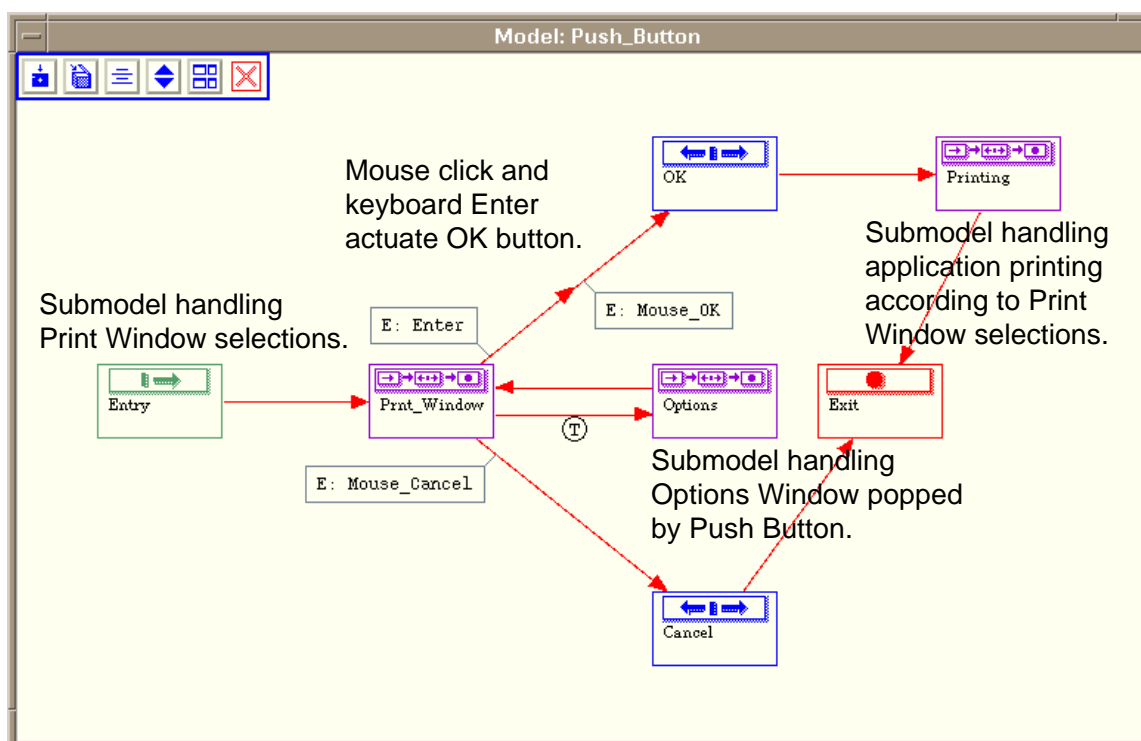 Model: Push_Button
OK
Printing
Mouse click and
keyboard Enter
actuate OK button.
Submodel handling
application printing
according to Print
Window selections.
Submodel handling
Print Window selections.
E: Enter
E: Mouse_OK
Entry
Prnt_Window
Options
Exit
T
E: Mouse_Cancel
Submodel handling
Options Window popped
by Push Button.
Cancel